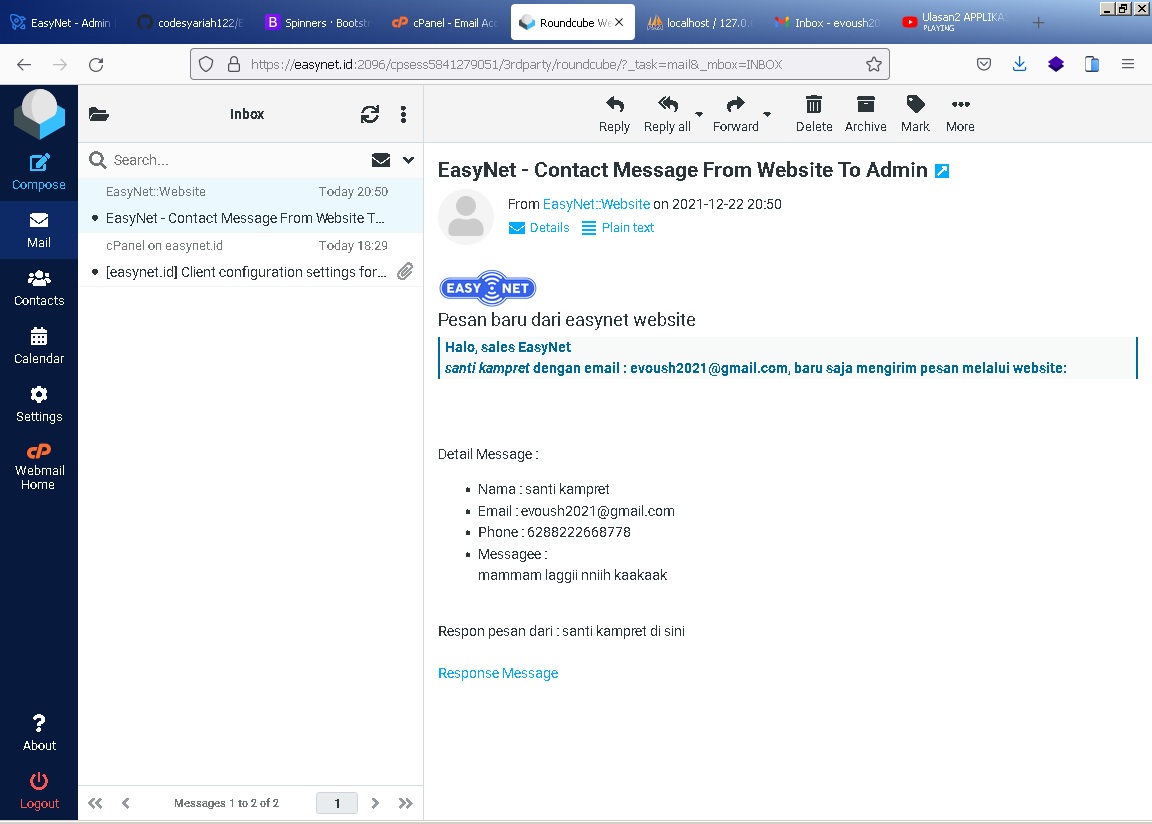 EasyNet - Admin
codesyariah122/E
Spinners · Bootst
cPanel - Email Acc
Roundcube We
localhost / 127.0.
Inbox - evoush20
Ulasan2 APPLIKA
PLAYING
https://easynet.id:2096/cpsess5841279051/3rdparty/roundcube/?_task=mail&_mbox=INBOX
Compose
Mail
Contacts
Calendar
Settings
cP
Webmail
Home
About
Logout
Inbox
Search...
EasyNet::Website Today 20:50
EasyNet - Contact Message From Website T...
cPanel on easynet.id Today 18:29
[easynet.id] Client configuration settings for...
Messages 1 to 2 of 2
1
Reply
Reply all
Forward
Delete
Archive
Mark
More
EasyNet - Contact Message From Website To Admin
From EasyNet::Website on 2021-12-22 20:50
Details
Plain text
EASY NET
Pesan baru dari easynet website
Halo, sales EasyNet
santi kampret dengan email : evoush2021@gmail.com, baru saja mengirim pesan melalui website:
Detail Message :
Nama : santi kampret
Email : evoush2021@gmail.com
Phone : 6288222668778
Messagee :
mammam laggii nniih kaakaak
Respon pesan dari : santi kampret di sini
Response Message